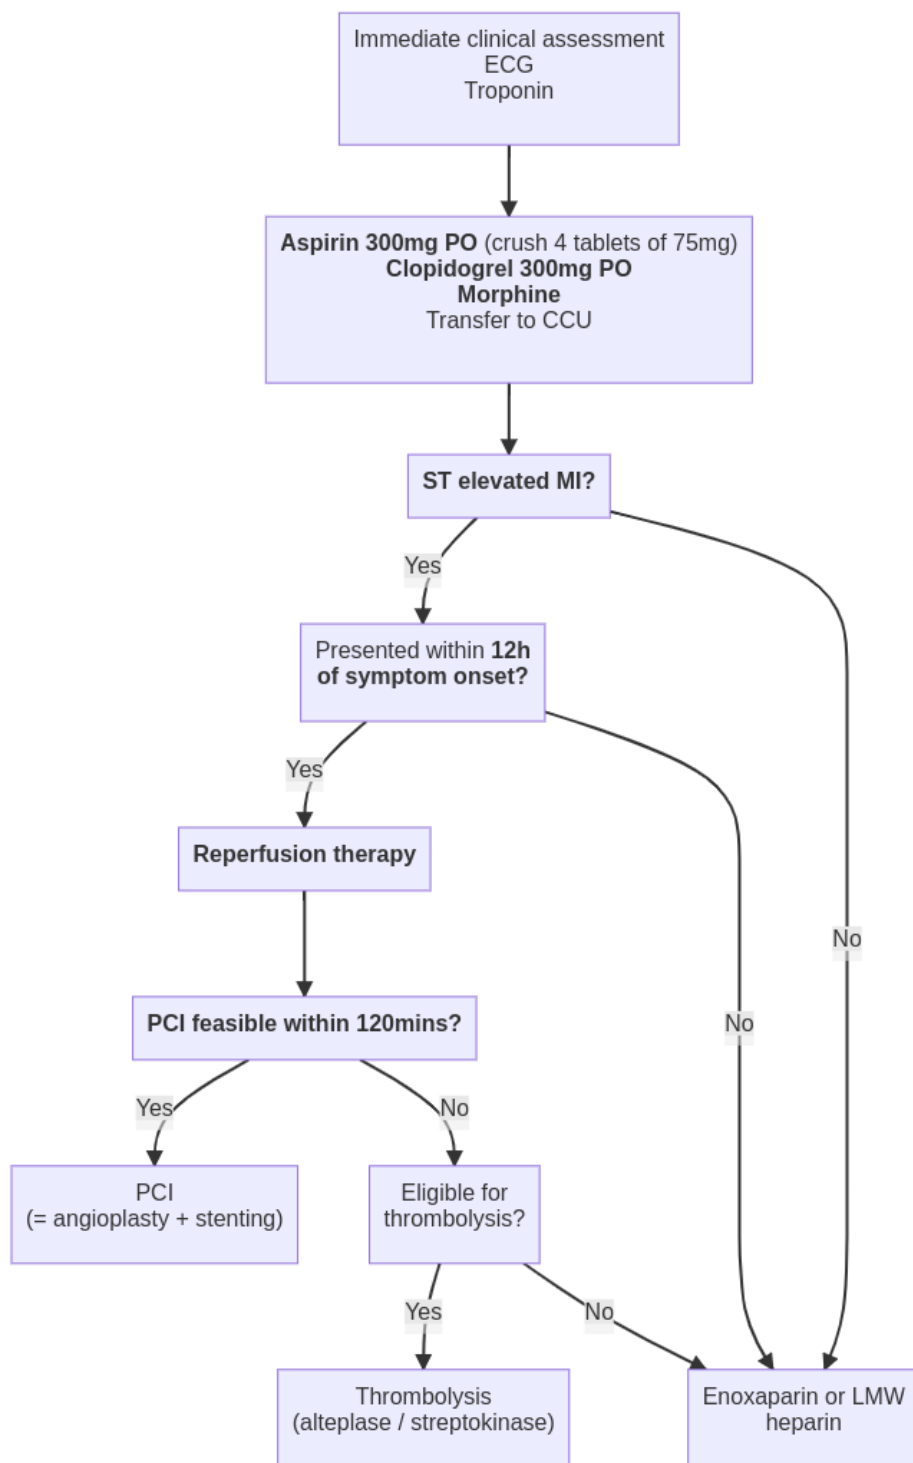 Immediate clinical assessment
ECG
Troponin
Aspirin 300mg PO (crush 4 tablets of 75mg)
Clopidogrel 300mg PO
Morphine
Transfer to CCU
ST elevated MI?
Yes
Presented within 12h
of symptom onset?
Yes
Reperfusion therapy
No
PCI feasible within 120mins?
No
Yes
No
PCI
(= angioplasty + stenting)
Eligible for
thrombolysis?
Yes
No
Thrombolysis
(alteplase / streptokinase)
Enoxaparin or LMW
heparin